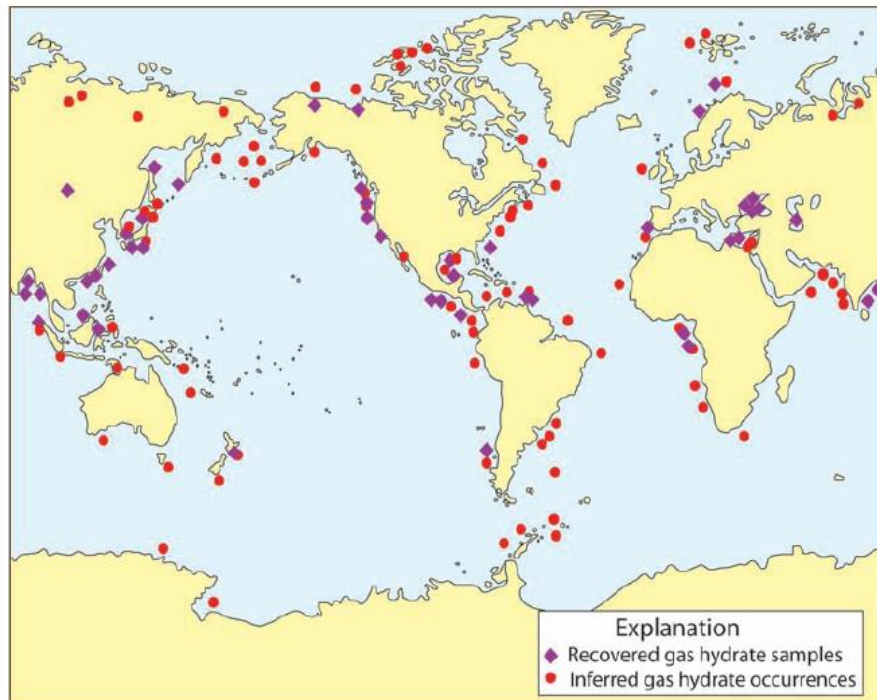 Explanation
Recovered gas hydrate samples
Inferred gas hydrate occurrences